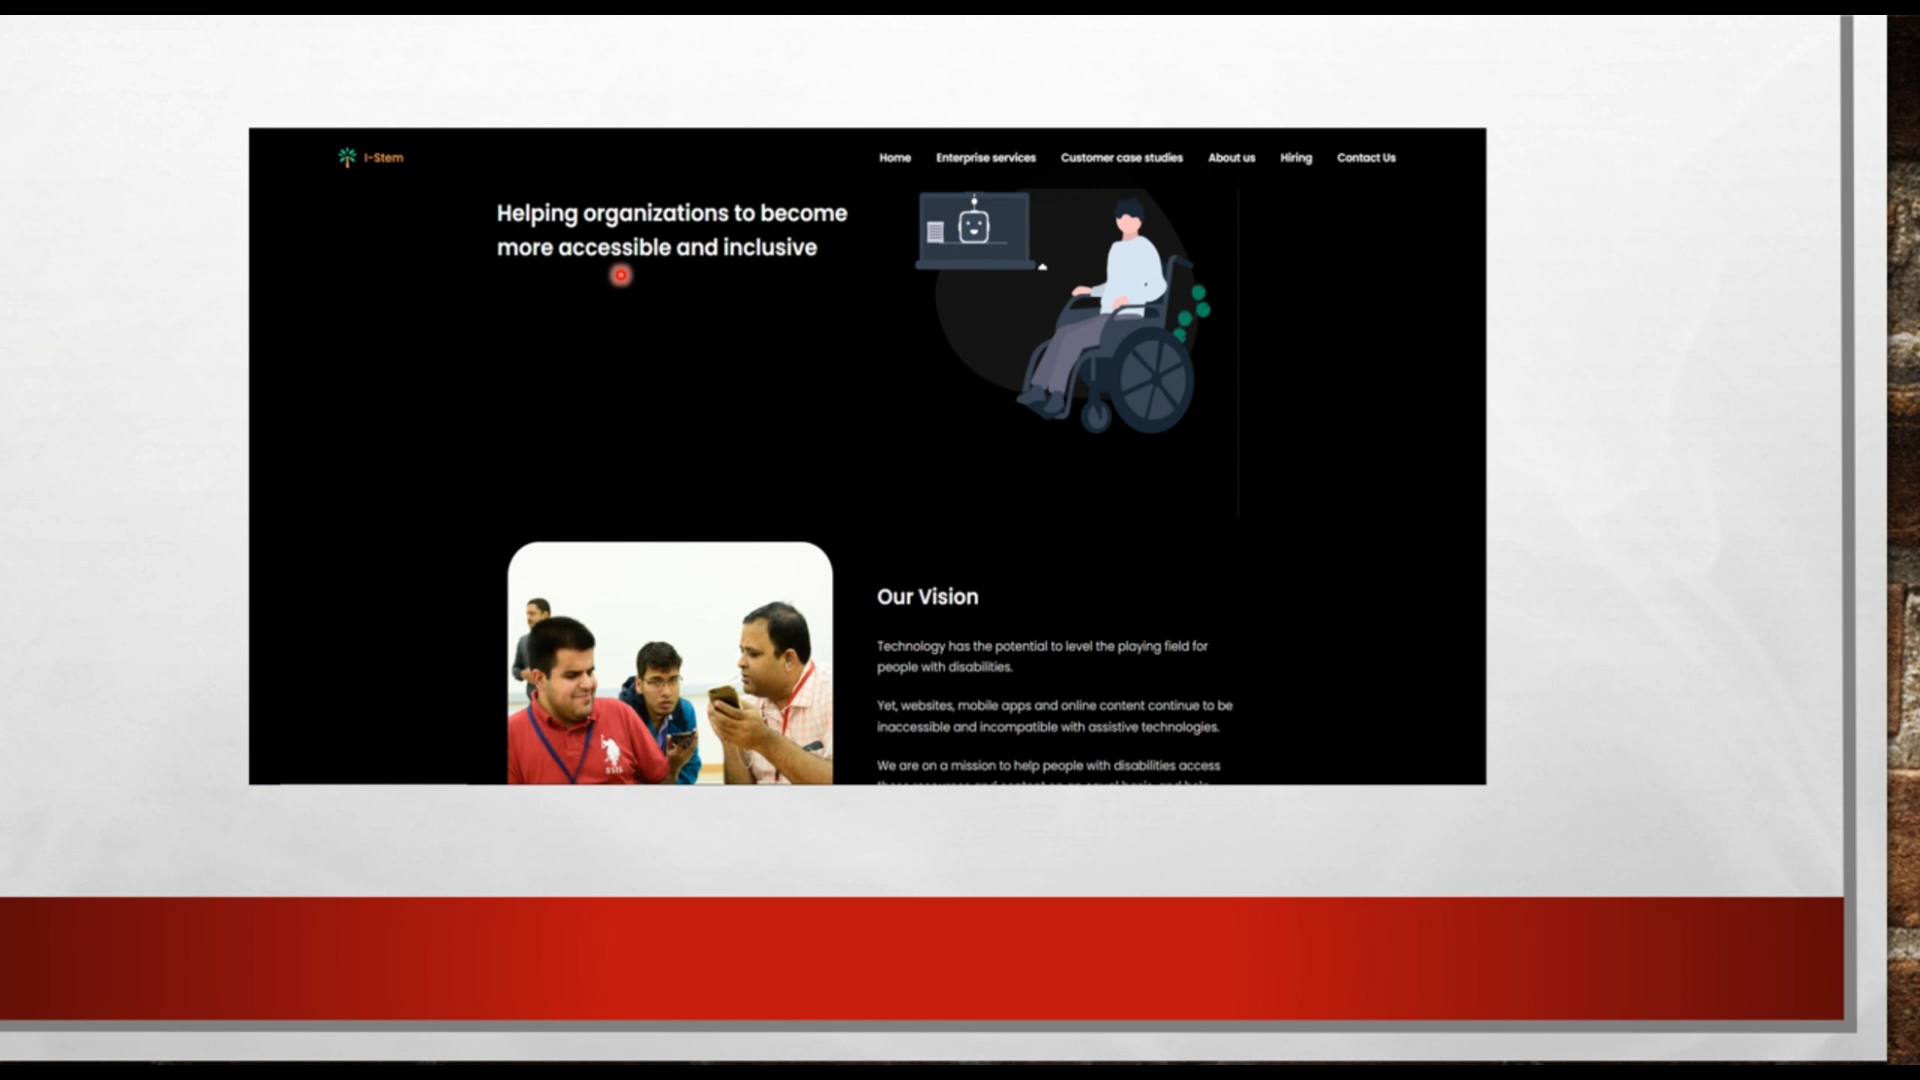 I-Stem
Home Enterprise services Customer case studies About us Hiring Contact Us
Helping organizations to become
more accessible and inclusive
Our Vision
Technology has the potential to level the playing field for
people with disabilities.
Yet, websites, mobile apps and online content continue to be
inaccessible and incompatible with assistive technologies.
We are on a mission to help people with disabilities access